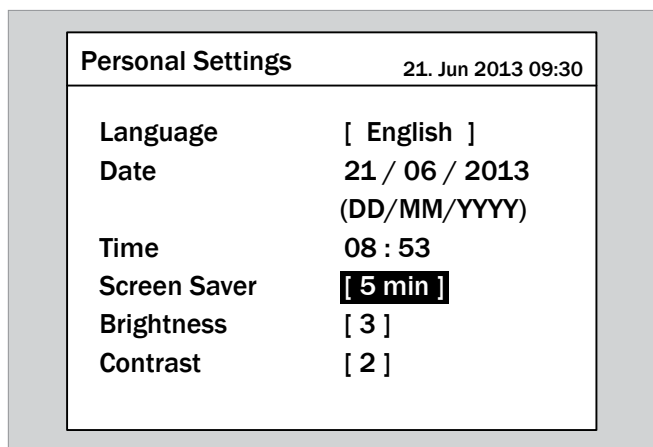 Personal Settings 21. Jun 2013 09:30
Language [ English ]
Date 21 / 06 / 2013
(DD/MM/YYYY)
Time 08 : 53
Screen Saver [ 5 min ]
Brightness [ 3 ]
Contrast [ 2 ]